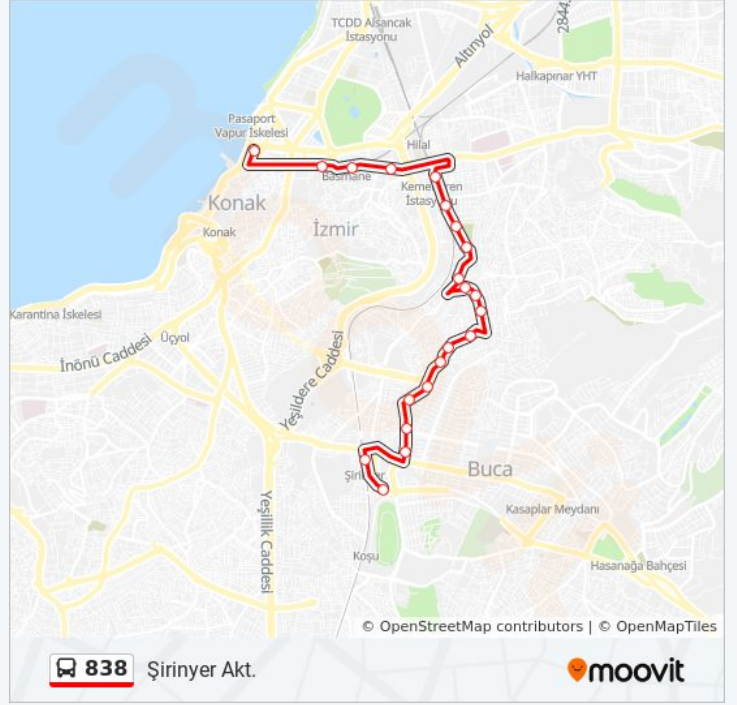 TCDD Alsancak
İstasyonu
Altınyol
2844.
Halkapınar YHT
Pasaport
Vapur İskelesi
Hilal
Basmane
İstasyonu
Konak
İzmir
Konak
Karantina İskelesi
Üçyol
İnönü Caddesi
Yeşildere Caddesi
Buca
Kasaplar Meydanı
Yeşillik Caddesi
Koşu
Hasanağa Bahçesi
© OpenStreetMap contributors | © OpenMapTiles
838 Şirinyer Akt.
moovit